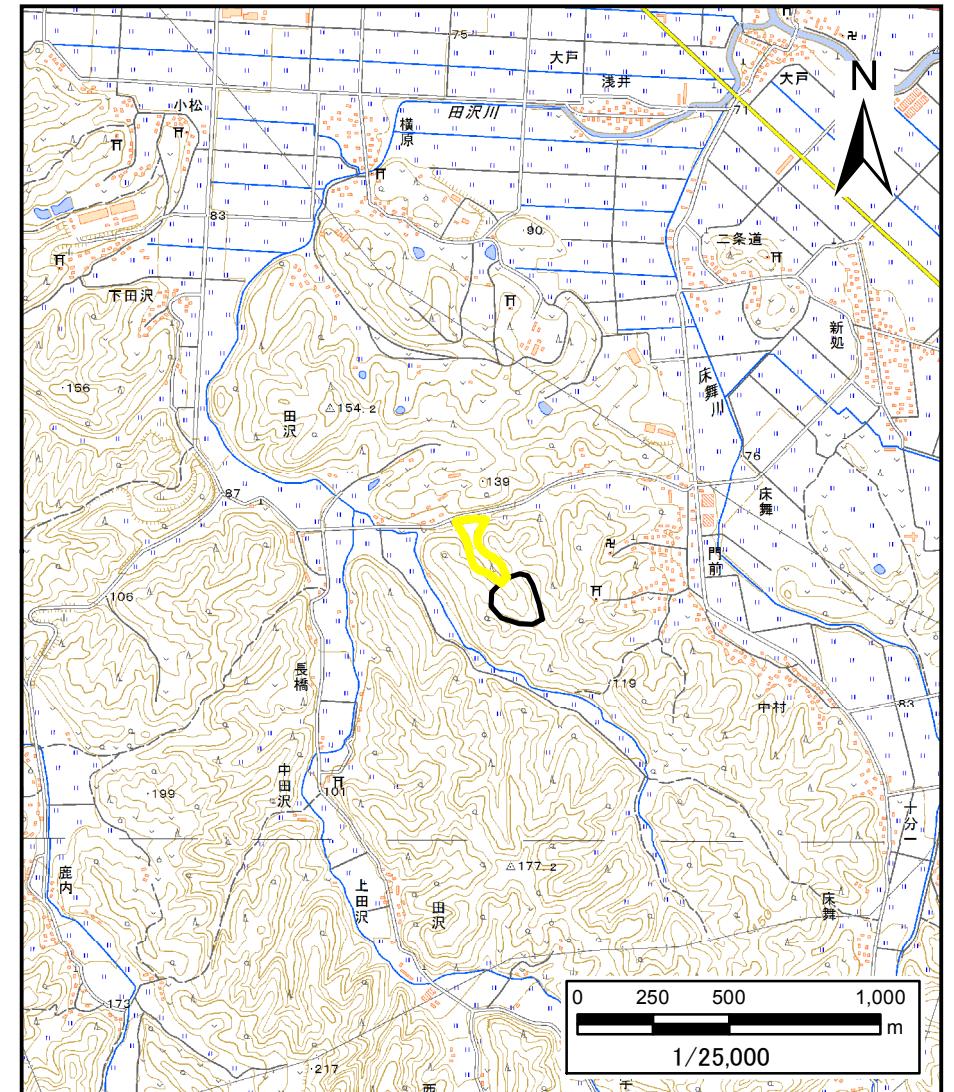 75
大戸
浅井
大戸
N
小松
田沢川
71
横原
83
90
二条道
下田沢
新処
156
154.2
床舞川
田沢
76
139
87
床舞
門前
106
119
長橋
中村
83
中田沢
101
199
十分一
177.2
鹿内
上田沢
田沢
床舞
60
173
217
西
0 250 500 1,000
m
1/25,000